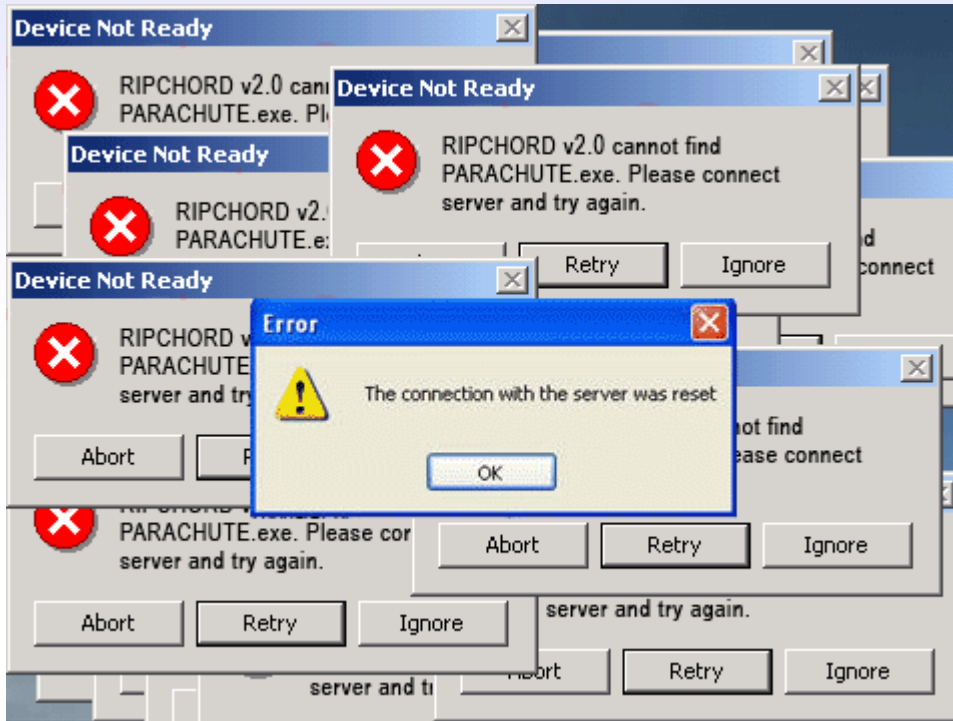 Device Not Ready
RIPCHORD v2.0 can
PARACHUTE.exe. Pl
Device Not Ready
RIPCHORD v2.0 cannot find
PARACHUTE.exe. Please connect
server and try again.
Retry
Ignore
Device Not Ready
RIPCHORD v2.
PARACHUTE.e
connect
Device Not Ready
RIPCHORD v
PARACHUTE
server and try
Abort
Error
The connection with the server was reset
OK
not find
ease connect
Abort
Retry
Ignore
PARACHUTE.exe. Please cor
server and try again.
Abort
Retry
Ignore
server and try again.
Retry
Ignore
server and t